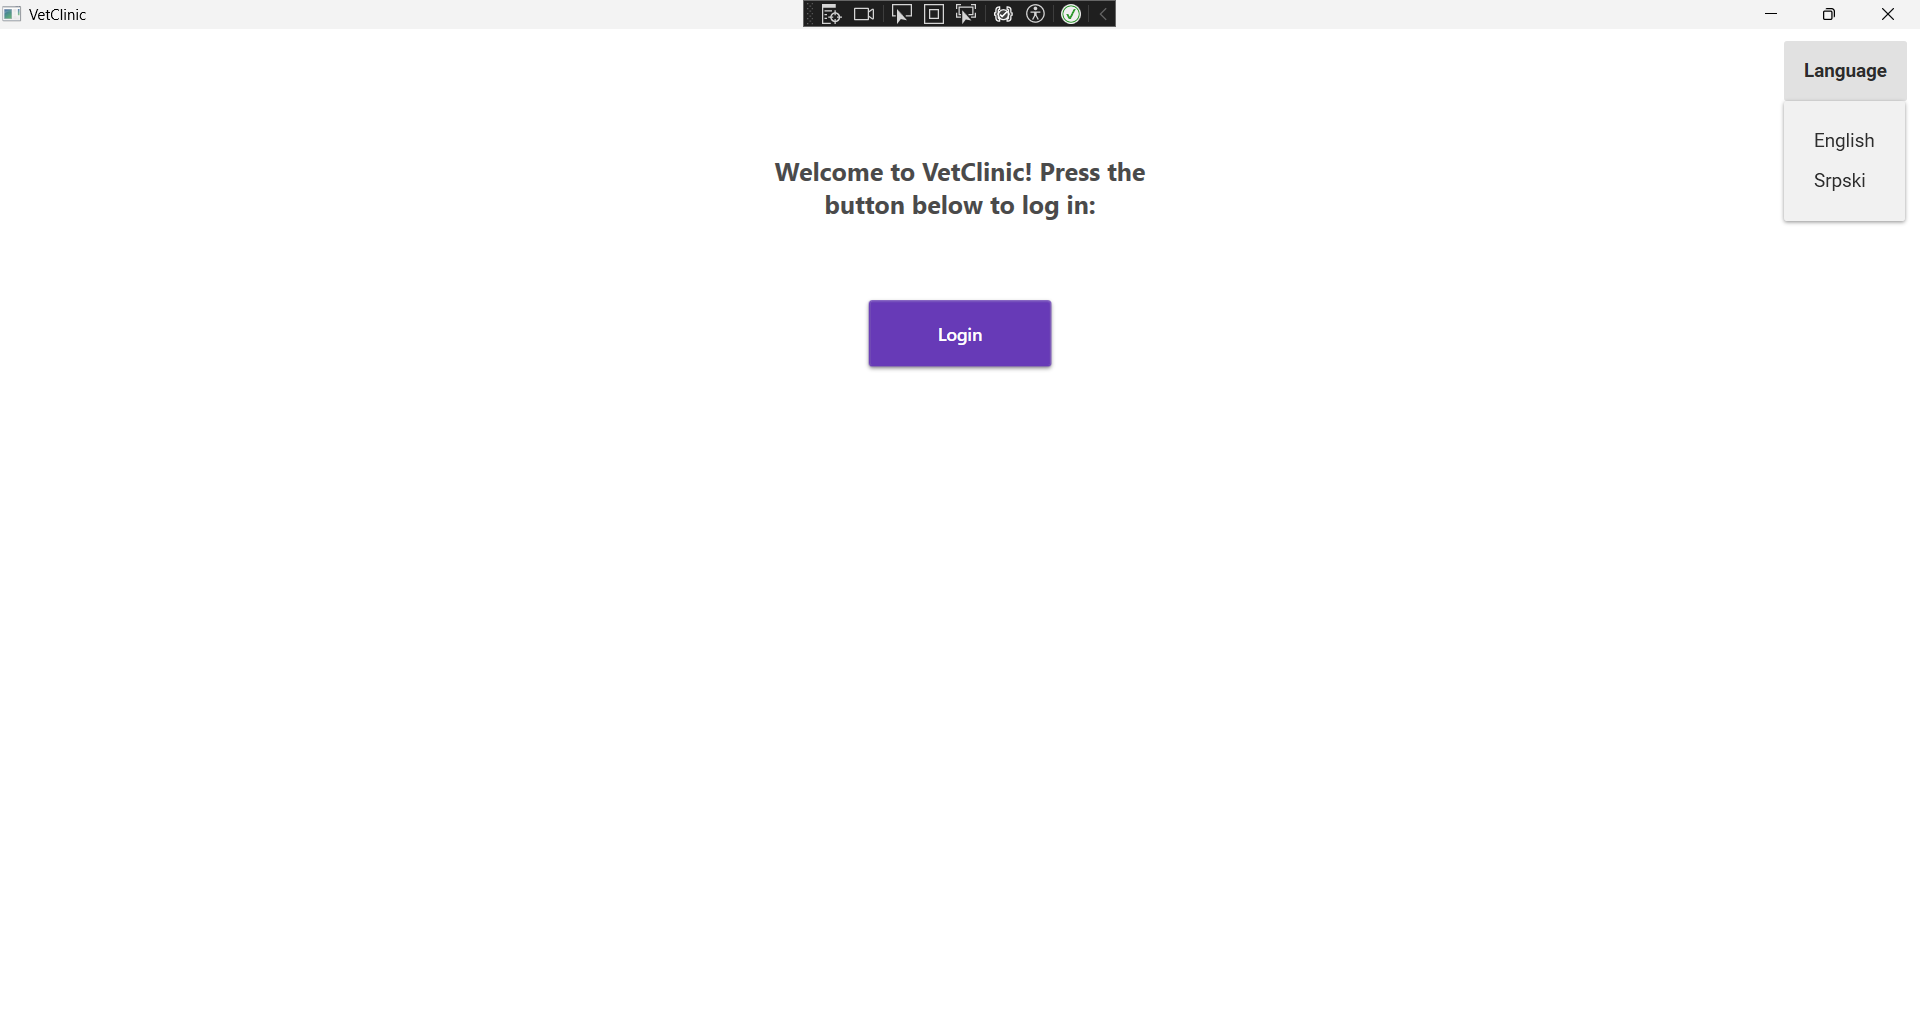 VetClinic
Language
English
Srpski
Welcome to VetClinic! Press the
button below to log in:
Login